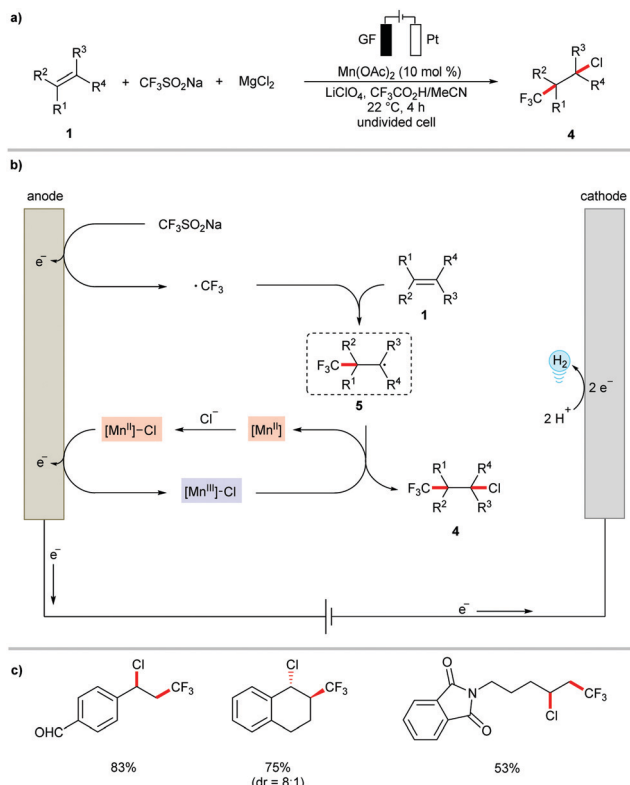 a)
GF
Pt
R³
R²
R⁴
R¹
1
+
CF₃SO₂Na
+
MgCl₂
Mn(OAc)₂ (10 mol %)
LiClO₄, CF₃CO₂H/MeCN
22 °C, 4 h
undivided cell
R³
Cl
R²
R⁴
F₃C
R¹
4
b)
anode
cathode
CF₃SO₂Na
e⁻
· CF₃
R¹
R⁴
R²
R³
1
R²
R³
F₃C
·
R¹
R⁴
5
H₂
2 e⁻
2 H⁺
[Mnᴵᴵ]–Cl
Cl⁻
[Mnᴵᴵ]
e⁻
[Mnᴵᴵᴵ]-Cl
R¹
R⁴
F₃C
Cl
R²
R³
4
e⁻
e⁻
c)
Cl
CF₃
OHC
83%
Cl
CF₃
75%
(dr = 8:1)
O
N
O
Cl
CF₃
53%